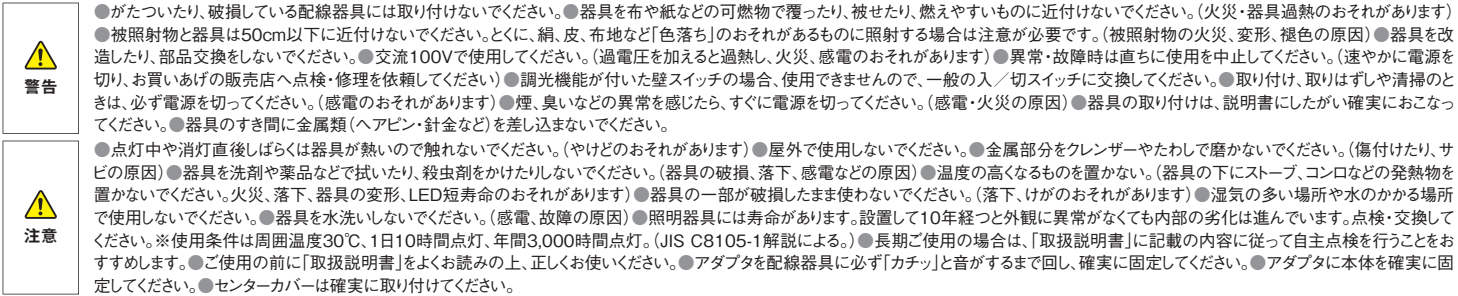 警告
●がたついたり、破損している配線器具には取り付けないでください。●器具を布や紙などの可燃物で覆ったり、被せたり、燃えやすいものに近付けないでください。(火災・器具過熱のおそれがあります)
●被照射物と器具は50cm以下に近付けないでください。とくに、絹、皮、布地など「色落ち」のおそれがあるものに照射する場合は注意が必要です。(被照射物の火災、変形、褪色の原因)●器具を改
造したり、部品交換をしないでください。●交流100Vで使用してください。(過電圧を加えると過熱し、火災、感電のおそれがあります)●異常・故障時は直ちに使用を中止してください。(速やかに電源を
切り、お買いあげの販売店へ点検・修理を依頼してください)●調光機能が付いた壁スイッチの場合、使用できませんので、一般の入／切スイッチに交換してください。●取り付け、取りはずしや清掃のと
きは、必ず電源を切ってください。(感電のおそれがあります)●煙、臭いなどの異常を感じたら、すぐに電源を切ってください。(感電・火災の原因)●器具の取り付けは、説明書にしたがい確実におこなっ
てください。●器具のすき間に金属類(ヘアピン・針金など)を差し込まないでください。
注意
●点灯中や消灯直後しばらくは器具が熱いので触れないでください。(やけどのおそれがあります)●屋外で使用しないでください。●金属部分をクレンザーやたわしで磨かないでください。(傷付けたり、サ
ビの原因)●器具を洗剤や薬品などで拭いたり、殺虫剤をかけたりしないでください。(器具の破損、落下、感電などの原因)●温度の高くなるものを置かない。(器具の下にストーブ、コンロなどの発熱物を
置かないでください。火災、落下、器具の変形、LED短寿命のおそれがあります)●器具の一部が破損したまま使わないでください。(落下、けがのおそれがあります)●湿気の多い場所や水のかかる場所
で使用しないでください。●器具を水洗いしないでください。(感電、故障の原因)●照明器具には寿命があります。設置して10年経つと外観に異常がなくても内部の劣化は進んでいます。点検・交換して
ください。※使用条件は周囲温度30℃、1日10時間点灯、年間3,000時間点灯。(JIS C8105-1解説による。)●長期ご使用の場合は、「取扱説明書」に記載の内容に従って自主点検を行うことをお
すすめします。●ご使用の前に「取扱説明書」をよくお読みの上、正しくお使いください。●アダプタを配線器具に必ず「カチッ」と音がするまで回し、確実に固定してください。●アダプタに本体を確実に固
定してください。●センターカバーは確実に取り付けてください。